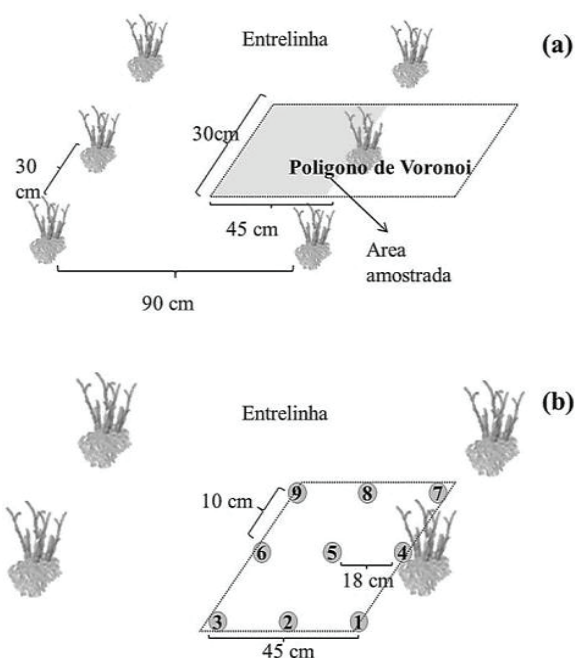 Entrelinha
(a)
30cm
30
cm
Poligono de Voronoi
45 cm
Area
amostrada
90 cm
Entrelinha
(b)
10 cm
9 8 7
6 5 4
18 cm
3 2 1
45 cm